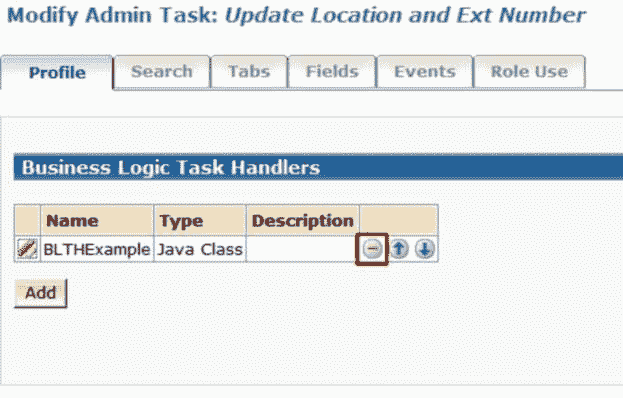 Modify Admin Task: Update Location and Ext Number
Profile Search Tabs Fields Events Role Use
Business Logic Task Handlers
Name Type Description
BLTHExample Java Class
Add